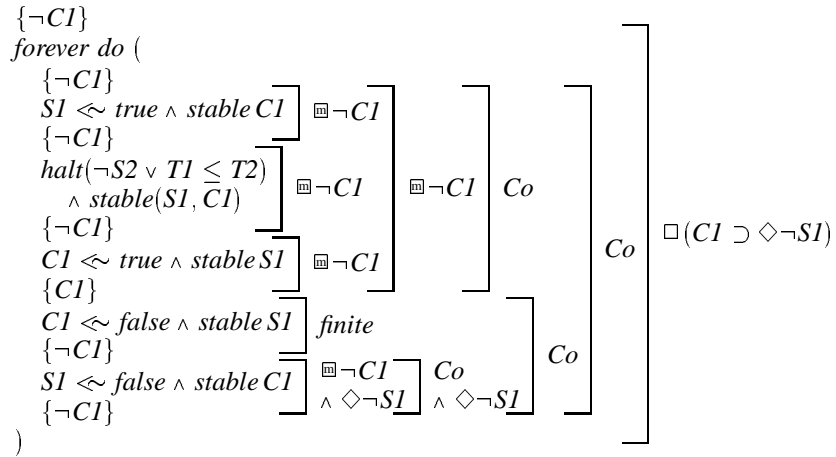 {¬C1}
forever do (
{¬C1}
S1 ⋘~ true ∧ stable C1 ] ⓜ ¬C1
{¬C1}
halt(¬S2 ∨ T1 ≤ T2)
∧ stable(S1, C1) ⓜ ¬C1 ⓜ ¬C1 Co
{¬C1}
C1 ⋘~ true ∧ stable S1 ⓜ ¬C1
{C1}
C1 ⋘~ false ∧ stable S1 finite
{¬C1}
S1 ⋘~ false ∧ stable C1 ⓜ ¬C1 ∧ ◇¬S1 Co ∧ ◇¬S1
{¬C1}
)
Co
Co
□(C1 ⊃ ◇¬S1)